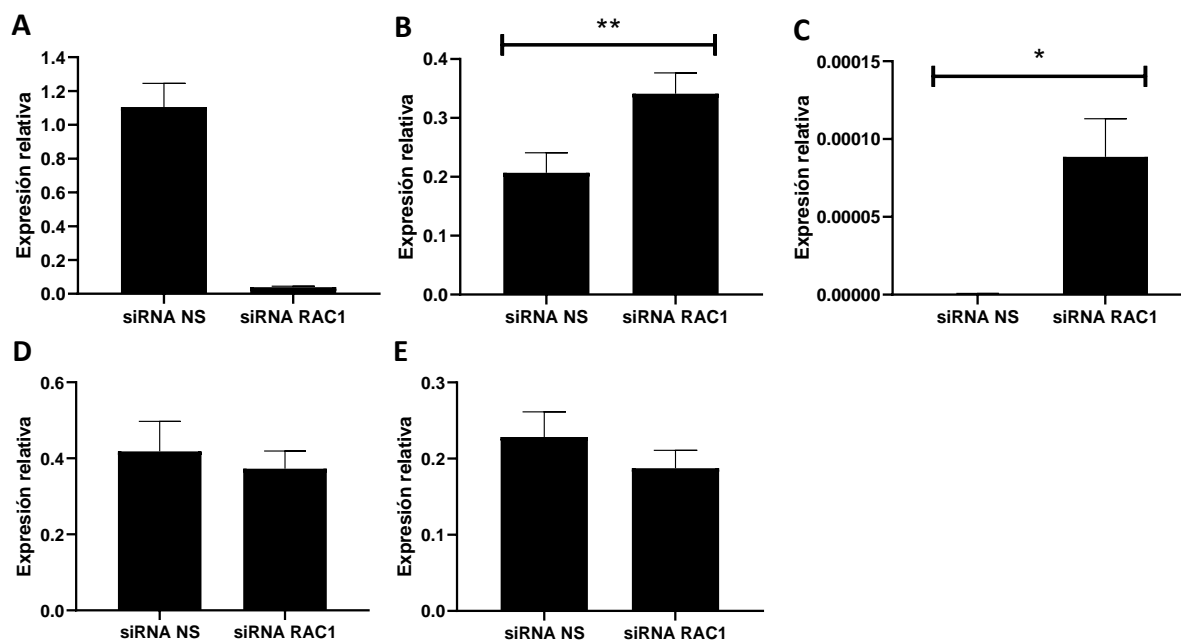 A
Expresión relativa
1.4
1.2
1.0
0.8
0.6
0.4
0.2
0.0
siRNA NS siRNA RAC1
B
**
Expresión relativa
0.4
0.3
0.2
0.1
0.0
siRNA NS siRNA RAC1
C
*
Expresión relativa
0.00015
0.00010
0.00005
0.00000
siRNA NS siRNA RAC1
D
Expresión relativa
0.6
0.4
0.2
0.0
siRNA NS siRNA RAC1
E
Expresión relativa
0.3
0.2
0.1
0.0
siRNA NS siRNA RAC1